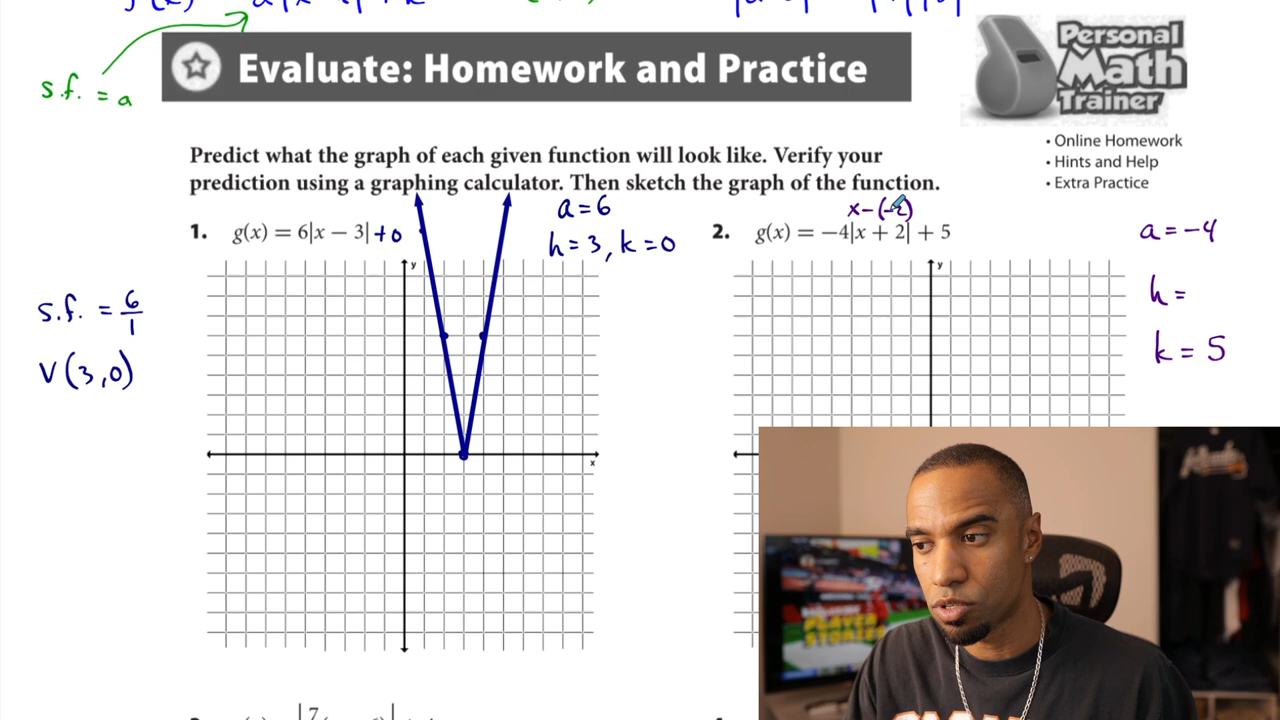 s.f. = a
Evaluate: Homework and Practice
Personal
Math
Trainer
• Online Homework
• Hints and Help
• Extra Practice
Predict what the graph of each given function will look like. Verify your
prediction using a graphing calculator. Then sketch the graph of the function.
1. g(x) = 6|x − 3| + 0
a = 6
h = 3, k = 0
s.f. = 6/1
V(3,0)
y
x
x − (−2)
2. g(x) = −4|x + 2| + 5
a = −4
h =
k = 5
y
PLAYER
STORIES